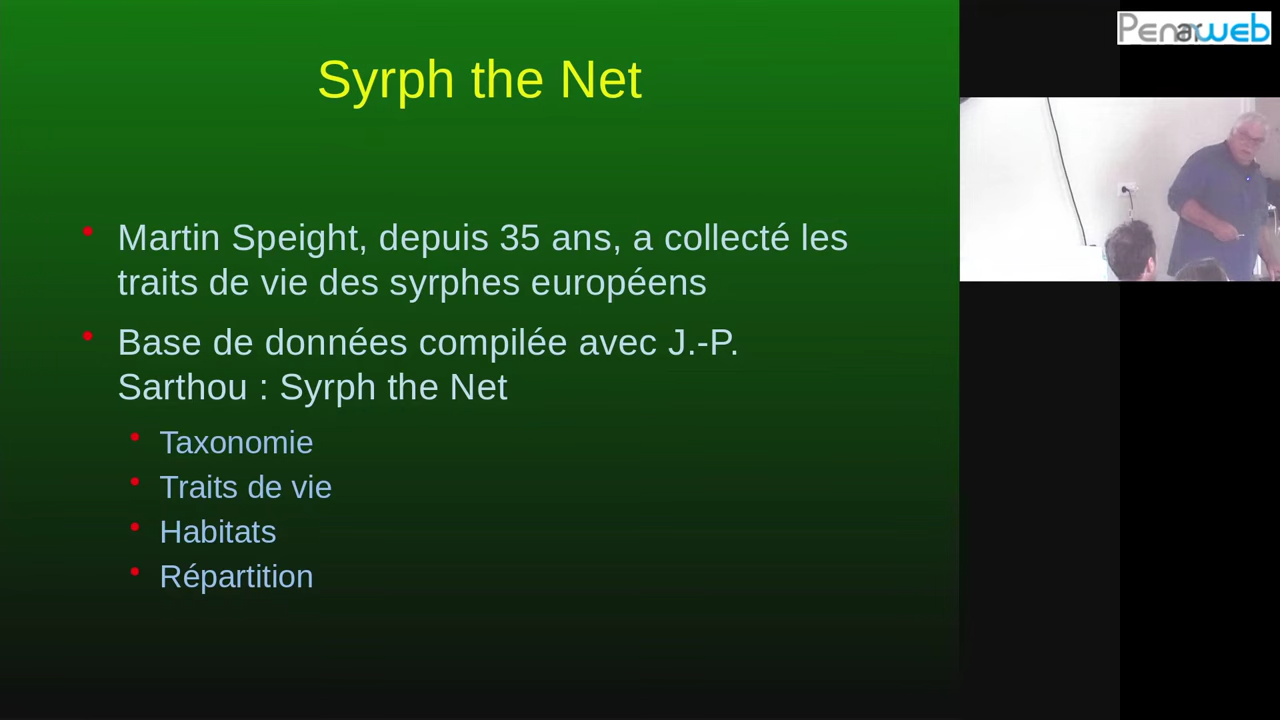 Syrph the Net
Martin Speight, depuis 35 ans, a collecté les
traits de vie des syrphes européens
Base de données compilée avec J.-P.
Sarthou : Syrph the Net
Taxonomie
Traits de vie
Habitats
Répartition
Penarweb